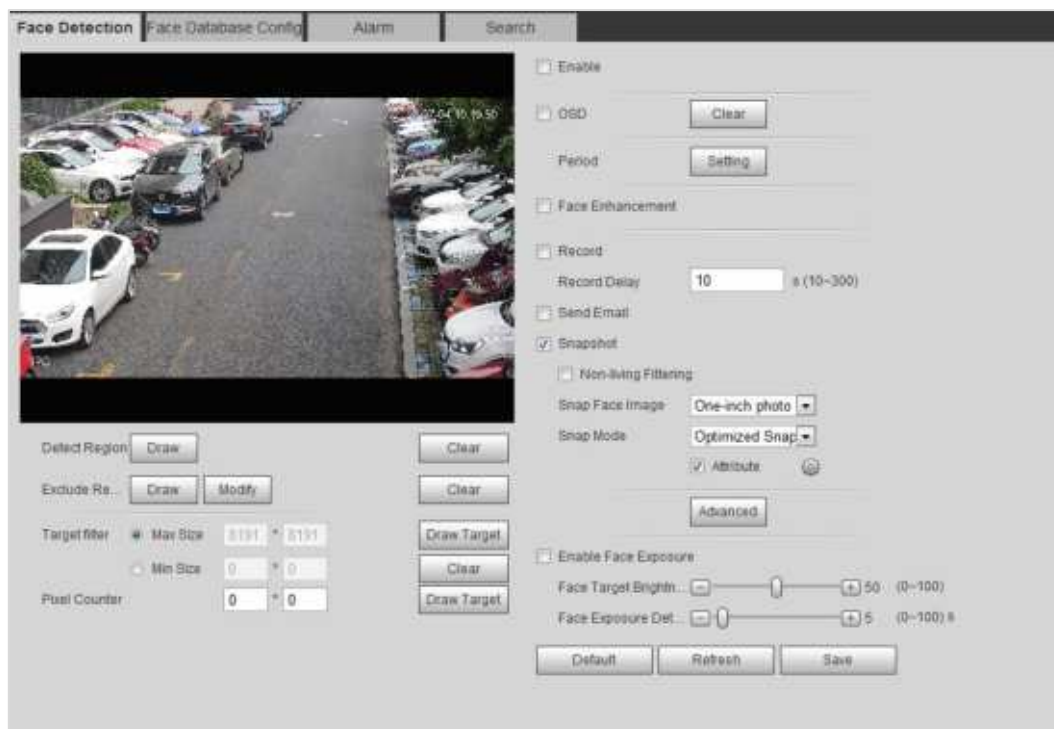 Face Detection Face Database Config Alarm Search
Enable
OSD Clear
Period Setting
Face Enhancement
Record
Record Delay 10 s (10~300)
Send Email
Snapshot
Non-living Filtering
Snap Face Image One-inch photo
Snap Mode Optimized Snap
Attribute
Advanced
Enable Face Exposure
Face Target Brightn... 50 (0~100)
Face Exposure Det... 5 (0~100) s
Default Refresh Save
Detect Region Draw Clear
Exclude Re... Draw Modify Clear
Target filter Max Size 8191 * 8191 Draw Target
Min Size 0 * 0 Clear
Pixel Counter 0 * 0 Draw Target